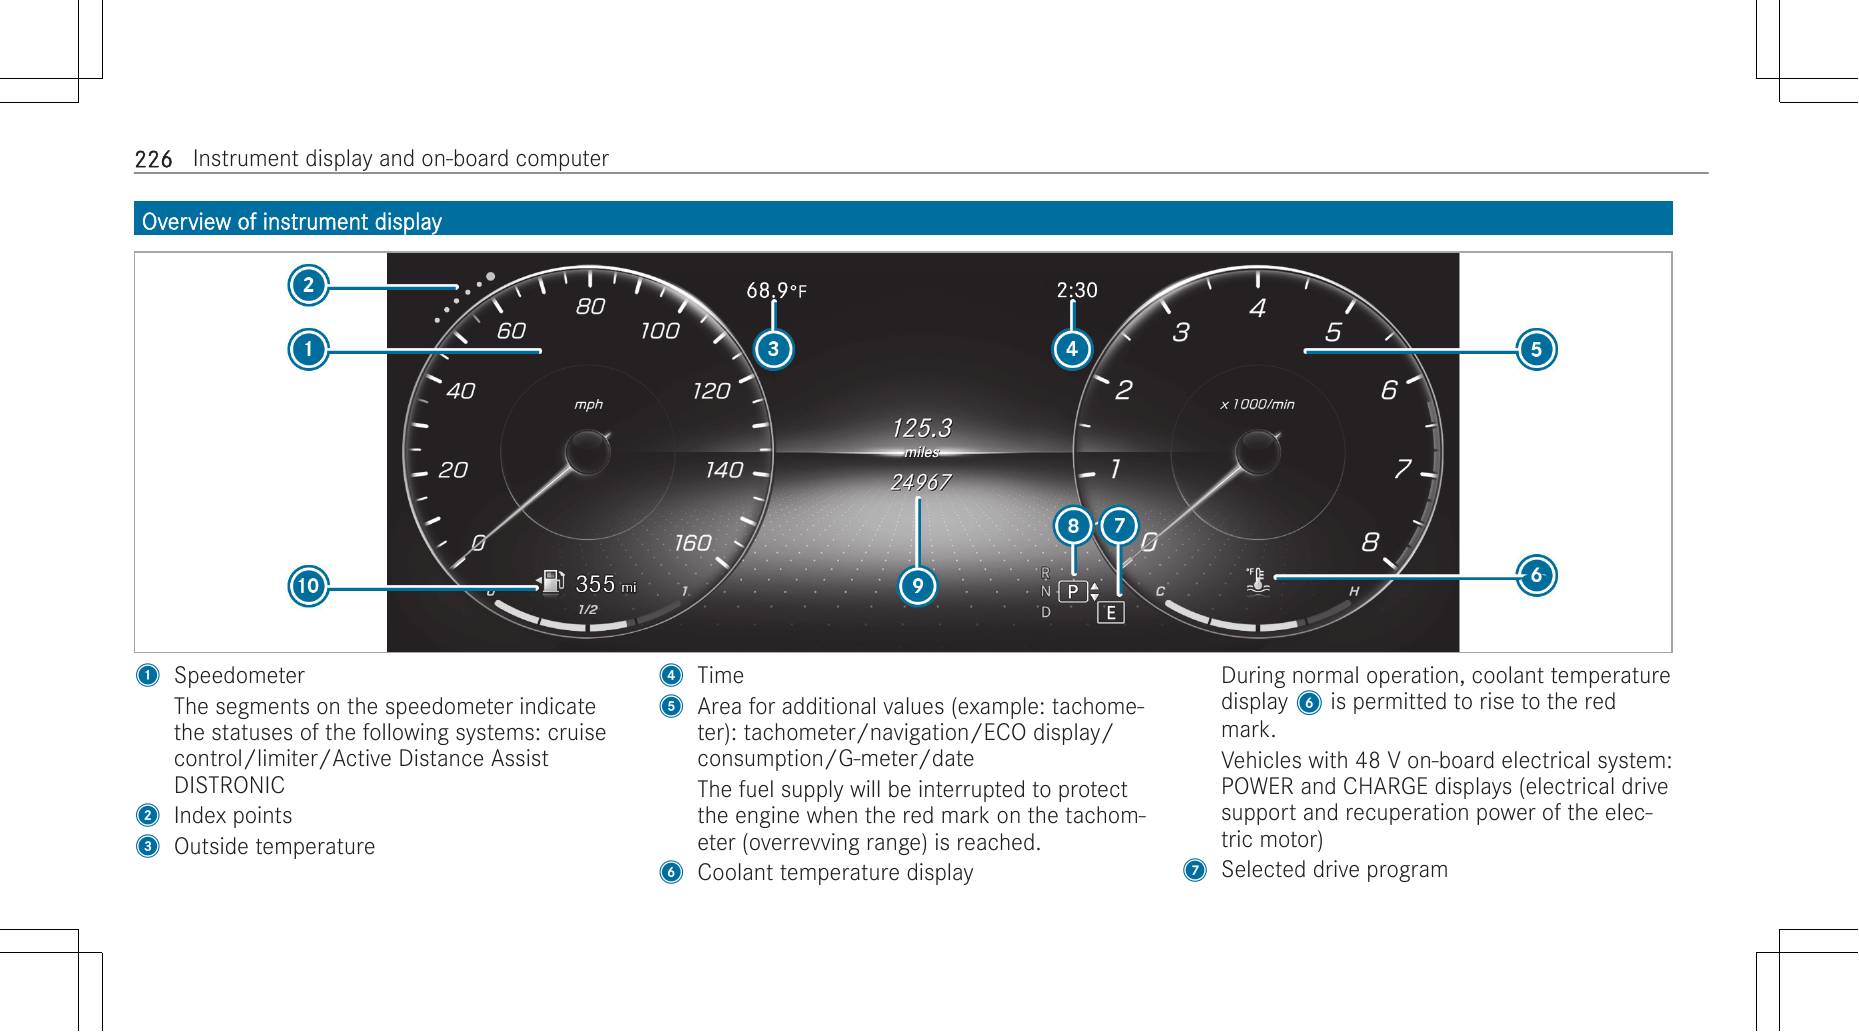 226 Instrument display and on-board computer
Overview of instrument display
2
1
3
4
5
6
7
8
9
10
0
20
40
60
80
100
120
140
160
mph
68.9°F
2:30
125.3
miles
24967
355 mi
0
1/2
1
R
N
D
P
E
0
1
2
3
4
5
6
7
8
x 1000/min
°F
C
H
1 Speedometer
The segments on the speedometer indicate
the statuses of the following systems: cruise
control/limiter/Active Distance Assist
DISTRONIC
2 Index points
3 Outside temperature
4 Time
5 Area for additional values (example: tachome-
ter): tachometer/navigation/ECO display/
consumption/G-meter/date
The fuel supply will be interrupted to protect
the engine when the red mark on the tachom-
eter (overrevving range) is reached.
6 Coolant temperature display
During normal operation, coolant temperature
display 6 is permitted to rise to the red
mark.
Vehicles with 48 V on-board electrical system:
POWER and CHARGE displays (electrical drive
support and recuperation power of the elec-
tric motor)
7 Selected drive program